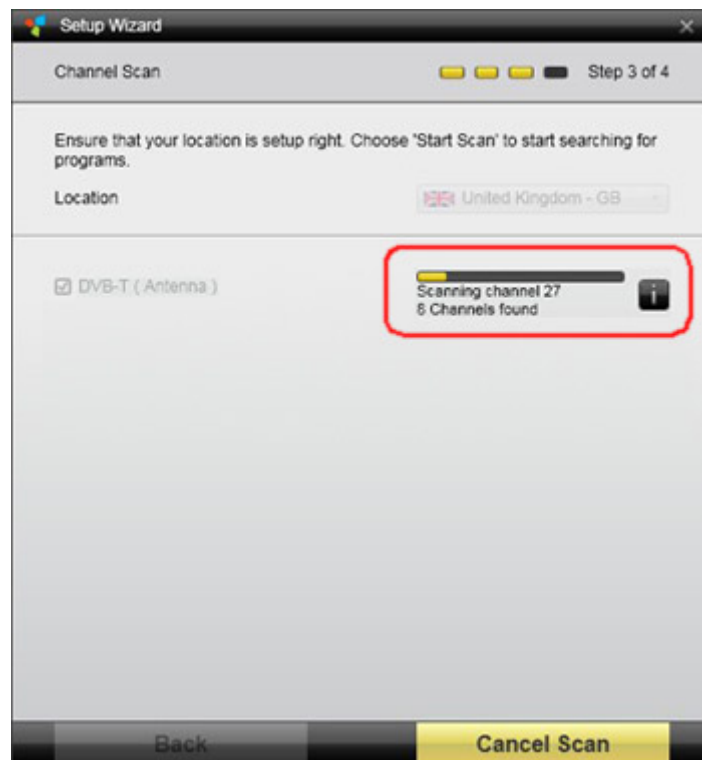 Setup Wizard
Channel Scan
Step 3 of 4
Ensure that your location is setup right. Choose 'Start Scan' to start searching for
programs.
Location
United Kingdom - GB
DVB-T ( Antenna )
Scanning channel 27
8 Channels found
i
Back
Cancel Scan